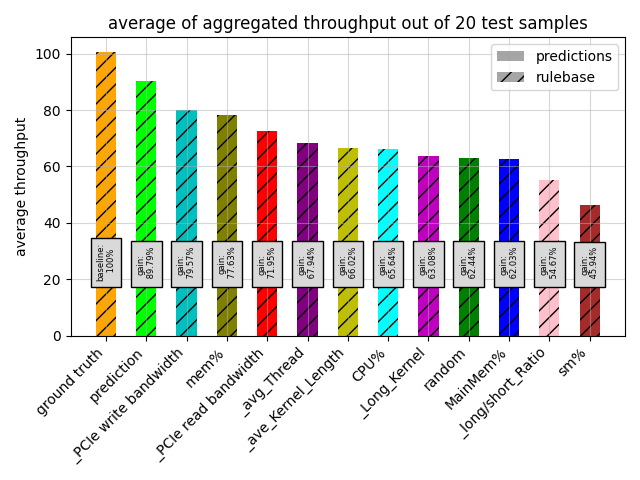 average of aggregated throughput out of 20 test samples
predictions
rulebase
average throughput
100
80
60
40
20
0
baseline:
100%
gain:
89.79%
gain:
79.57%
gain:
77.63%
gain:
71.95%
gain:
67.94%
gain:
66.02%
gain:
65.64%
gain:
63.08%
gain:
62.44%
gain:
62.03%
gain:
54.67%
gain:
45.94%
ground truth
prediction
_PCIe write bandwidth
mem%
_PCIe read bandwidth
_avg_Thread
_ave_Kernel_Length
CPU%
_Long_Kernel
random
MainMem%
_long/short_Ratio
sm%